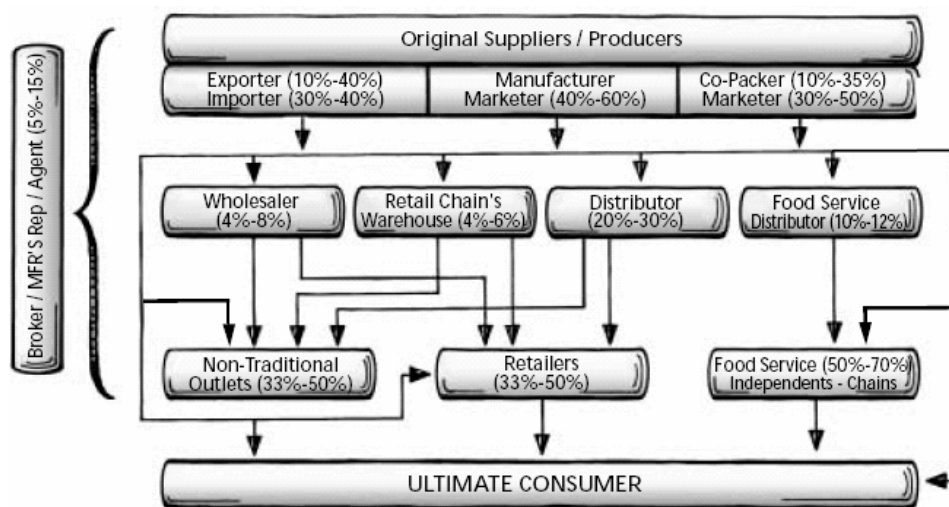 Broker / MFR'S Rep / Agent (5%-15%)
Original Suppliers / Producers
Exporter (10%-40%)
Importer (30%-40%)
Manufacturer
Marketer (40%-60%)
Co-Packer (10%-35%)
Marketer (30%-50%)
Wholesaler
(4%-8%)
Retail Chain's
Warehouse (4%-6%)
Distributor
(20%-30%)
Food Service
Distributor (10%-12%)
Non-Traditional
Outlets (33%-50%)
Retailers
(33%-50%)
Food Service (50%-70%)
Independents - Chains
ULTIMATE CONSUMER